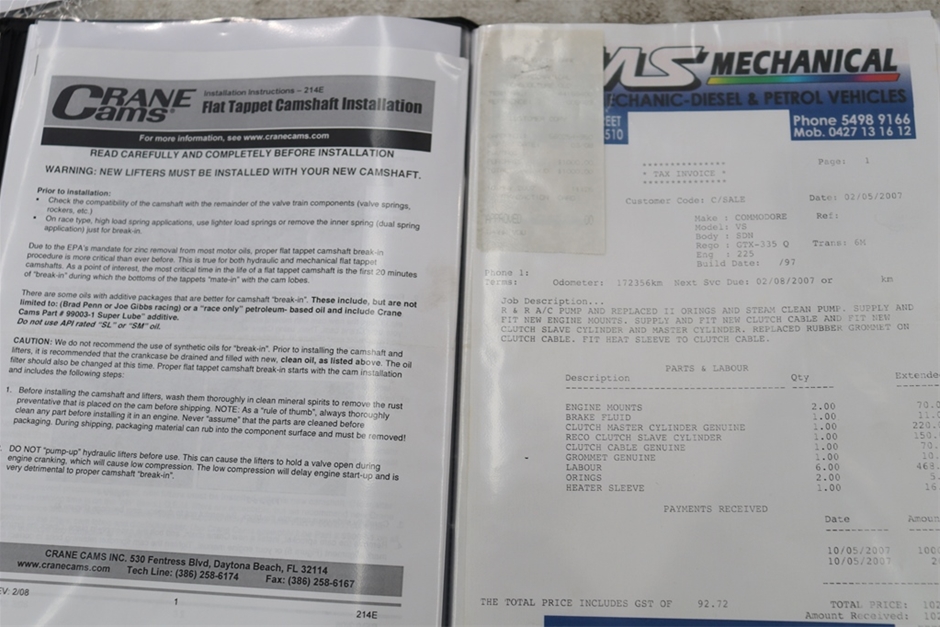 CRANE Cams®
Installation Instructions – 214E
Flat Tappet Camshaft Installation
For more information, see www.cranecams.com
READ CAREFULLY AND COMPLETELY BEFORE INSTALLATION
WARNING: NEW LIFTERS MUST BE INSTALLED WITH YOUR NEW CAMSHAFT.
Prior to installation:
• Check the compatibility of the camshaft with the remainder of the valve train components (valve springs,
rockers, etc.)
• On race type, high load spring applications, use lighter load springs or remove the inner spring (dual spring
application) just for break-in.
Due to the EPA's mandate for zinc removal from most motor oils, proper flat tappet camshaft break-in
procedure is more critical than ever before. This is true for both hydraulic and mechanical flat tappet
camshafts. As a point of interest, the most critical time in the life of a flat tappet camshaft is the first 20 minutes
of "break-in" during which the bottoms of the tappets "mate-in" with the cam lobes.
There are some oils with additive packages that are better for camshaft "break-in". These include, but are not
limited to: (Brad Penn or Joe Gibbs racing) or a "race only" petroleum- based oil and include Crane
Cams Part # 99003-1 Super Lube" additive.
Do not use API rated "SL" or "SM" oil.
CAUTION: We do not recommend the use of synthetic oils for "break-in". Prior to installing the camshaft and
lifters, it is recommended that the crankcase be drained and filled with new, clean oil, as listed above. The oil
filter should also be changed at this time. Proper flat tappet camshaft break-in starts with the cam installation
and includes the following steps:
1. Before installing the camshaft and lifters, wash them thoroughly in clean mineral spirits to remove the rust
preventative that is placed on the cam before shipping. NOTE: As a "rule of thumb", always thoroughly
clean any part before installing it in an engine. Never "assume" that the parts are cleaned before
packaging. During shipping, packaging material can rub into the component surface and must be removed!
DO NOT "pump-up" hydraulic lifters before use. This can cause the lifters to hold a valve open during
engine cranking, which will cause low compression. The low compression will delay engine start-up and is
very detrimental to proper camshaft "break-in".
CRANE CAMS INC. 530 Fentress Blvd, Daytona Beach, FL 32114
www.cranecams.com Tech Line: (386) 258-6174 Fax: (386) 258-6167
EV: 2/08
1
214E
MS MECHANICAL
ECHANIC-DIESEL & PETROL VEHICLES
REET
510
Phone 5498 9166
Mob. 0427 13 16 12
Page: 1
**************
* TAX INVOICE *
**************
Customer Code: C/SALE Date: 02/05/2007
Make : COMMOOORE Ref:
Model: VS
Body : SDN
Rego : OTK-335 Q Trans: 6M
Eng : 225
Build Date: /97
Phone 1:
Terms: Odometer: 172356km Next Svc Due: 02/08/2007 or km
Job Description...
R & R A/C PUMP AND REPLACED II ORINGS AND STEAM CLEAN PUMP. SUPPLY AND
FIT NEW ENGINE MOUNTS. SUPPLY AND FIT NEW CLUTCH CABLE AND FIT NEW
CLUTCH SLAVE CYLINDER AND MASTER CYLINDER. REPLACED RUBBER GROMMET ON
CLUTCH CABLE. FIT HEAT SLEEVE TO CLUTCH CABLE.
PARTS & LABOUR
Description Qty Extende
ENGINE MOUNTS 2.00 70.0
BRAKE FLUID 1.00 11.0
CLUTCH MASTER CYLINDER GENUINE 1.00 220.
RECO CLUTCH SLAVE CYLINDER 1.00 150.
CLUTCH CABLE GENUINE 1.00 70.
GROMMET GENUINE 1.00 10.
LABOUR 6.00 468.
ORINGS 2.00 5.
HEATER SLEEVE 1.00 16.
PAYMENTS RECEIVED
Date Amoun
10/05/2007 100
10/05/2007 2
THE TOTAL PRICE INCLUDES GST OF 92.72 TOTAL PRICE: 102
Amount Received: 102